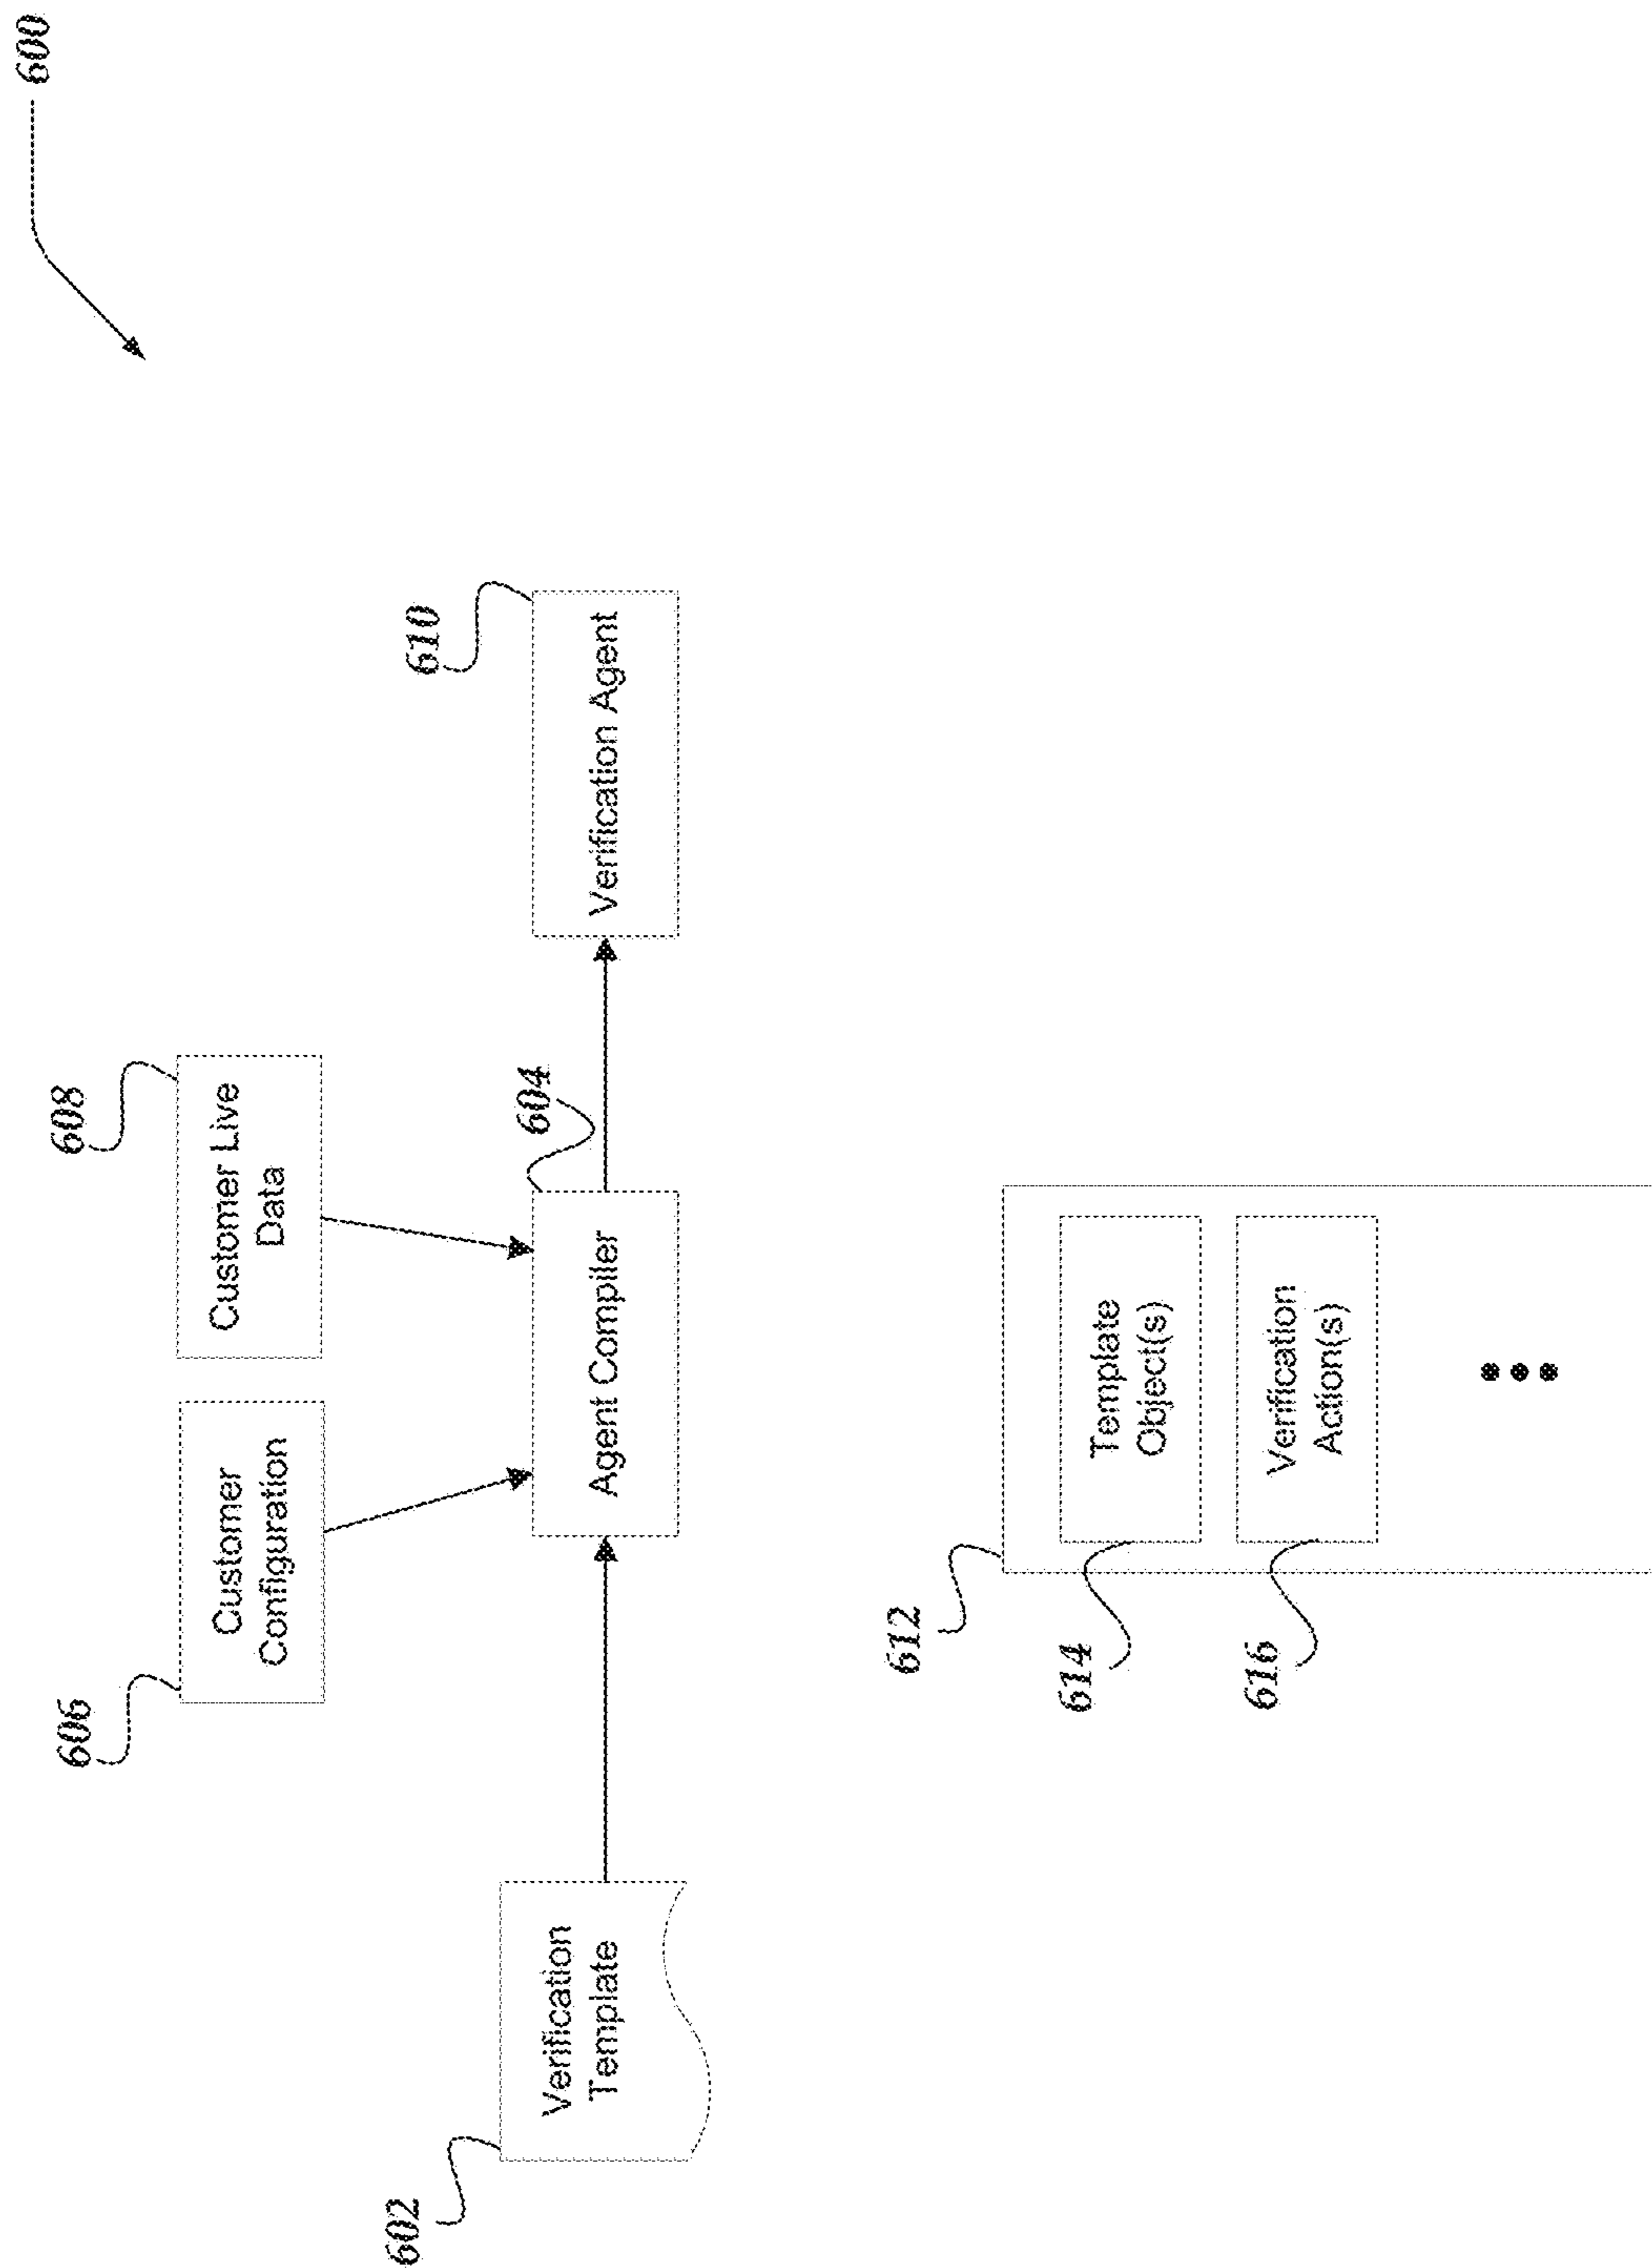 600
608
606
Customer
Configuration
Customer Live
Data
610
604
602
Verification
Template
Agent Compiler
Verification Agent
612
614
Template
Object(s)
616
Verification
Action(s)